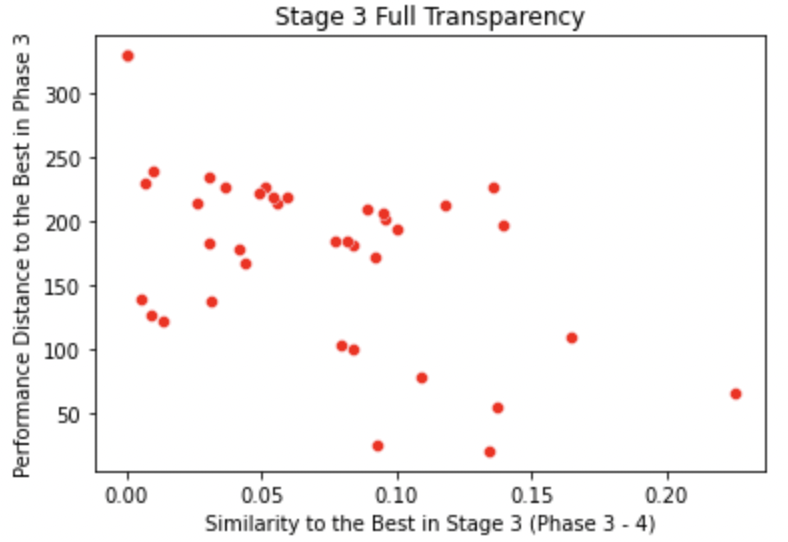 Stage 3 Full Transparency
Performance Distance to the Best in Phase 3
300
250
200
150
100
50
0.00 0.05 0.10 0.15 0.20
Similarity to the Best in Stage 3 (Phase 3 - 4)